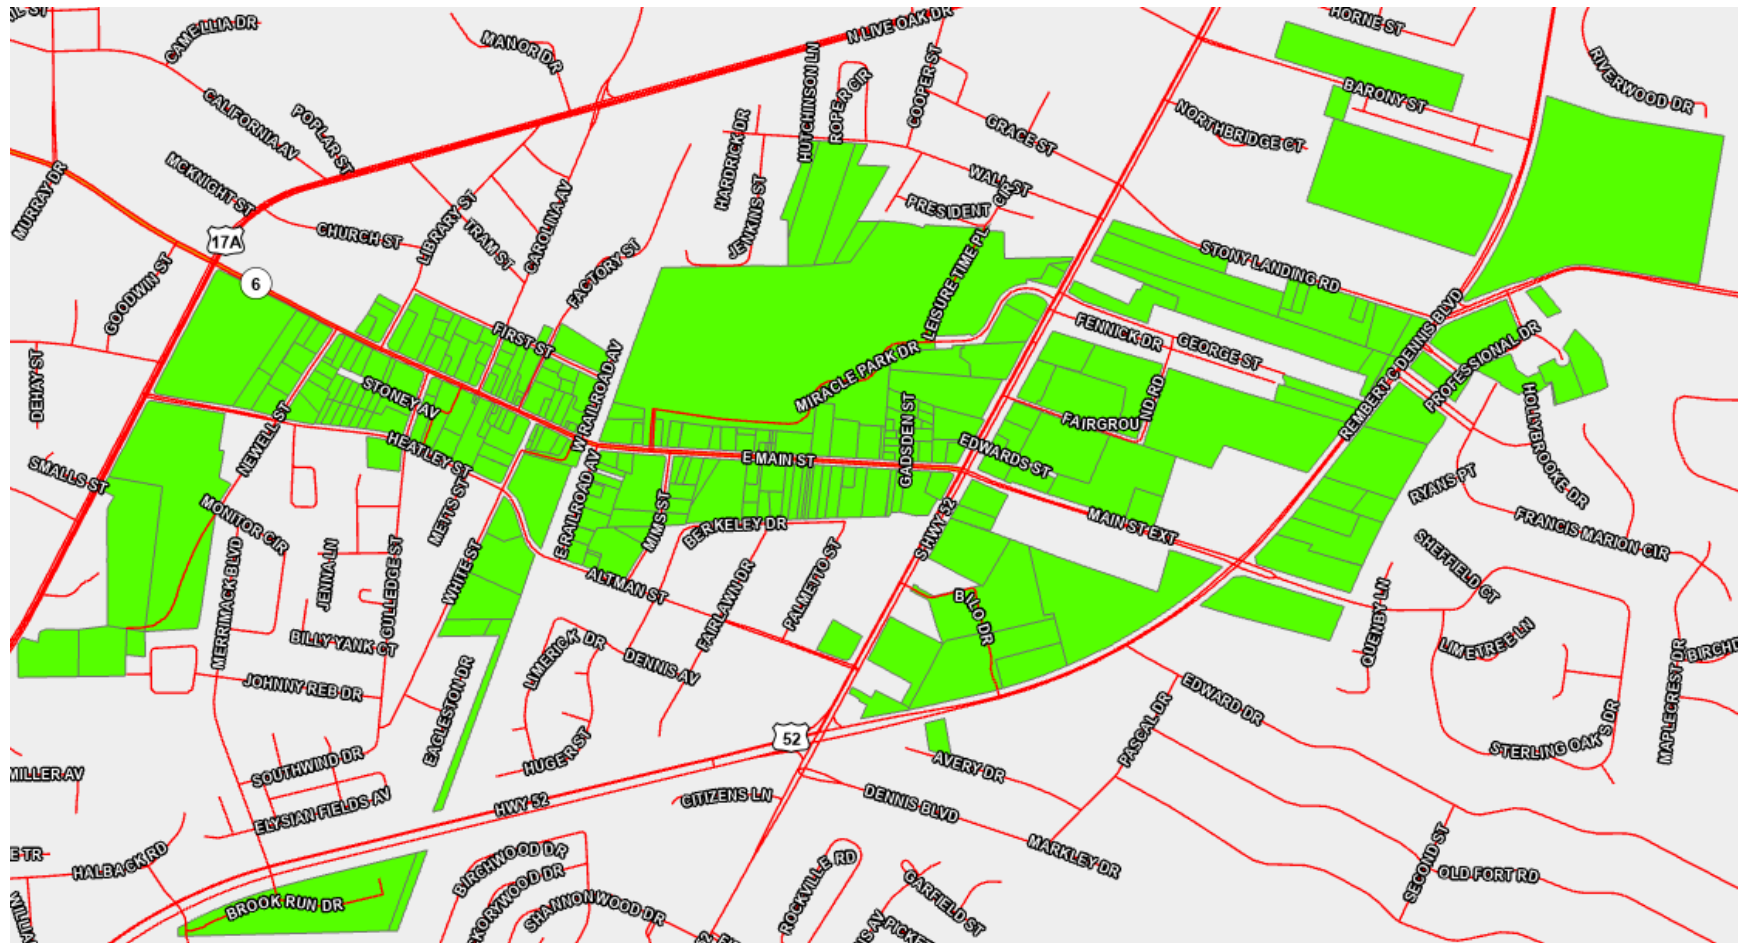 CAMELLIA DR
MANOR DR
N LIVE OAK DR
HORNE ST
RIVERWOOD DR
CALIFORNIA AV
POPLAR ST
HUTCHINSON LN
ROPER CIR
COOPER ST
BARONY ST
NORTHBRIDGE CT
GRACE ST
HARDRICK DR
MURRAY DR
MCKNIGHT ST
WALL ST
PRESIDENT CIR
JENKINS ST
LIBRARY ST
TRAM ST
CAROLINA AV
CHURCH ST
17A
6
GOODWIN ST
FACTORY ST
LEISURE TIME PL
STONY LANDING RD
FIRST ST
FENNICK DR
GEORGE ST
REMBERT C DENNIS BLVD
PROFESSIONAL DR
DEHAY ST
STONEY AV
W RAILROAD AV
MIRACLE PARK DR
FAIRGROUND RD
HOLLYBROOKE DR
NEWELL ST
HEATLEY ST
GADSDEN ST
EDWARDS ST
E MAIN ST
SMALLS ST
RYANS PT
METTS ST
E RAILROAD AV
MIMS ST
BERKELEY DR
S HWY 52
MAIN ST EXT
FRANCIS MARION CIR
MONITOR CIR
MERRIMACK BLVD
JENNA LN
GULLEDGE ST
WHITE ST
ALTMAN ST
FAIRLAWN DR
PALMETTO ST
BILO DR
SHEFFIELD CT
QUENBY LN
LIMETREE LN
BILLY YANK CT
LIMERICK DR
DENNIS AV
MAPLECREST DR
JOHNNY REB DR
EAGLESTON DR
EDWARD DR
PASCAL DR
STERLING OAK'S DR
52
HUGER ST
SOUTHWIND DR
MILLER AV
AVERY DR
ELYSIAN FIELDS AV
HWY 52
CITIZENS LN
DENNIS BLVD
MARKLEY DR
SECOND ST
OLD FORT RD
E TR
HALBACK RD
BIRCHWOOD DR
ROCKVILLE RD
GARFIELD ST
BROOK RUN DR
SHANNONWOOD DR